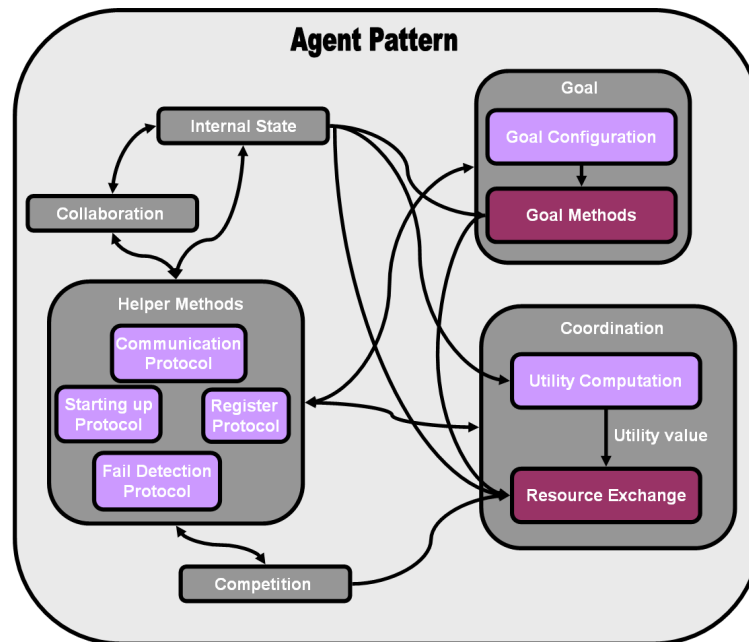 Agent Pattern
Internal State
Collaboration
Helper Methods
Communication
Protocol
Starting up
Protocol
Register
Protocol
Fail Detection
Protocol
Competition
Goal
Goal Configuration
Goal Methods
Coordination
Utility Computation
Utility value
Resource Exchange